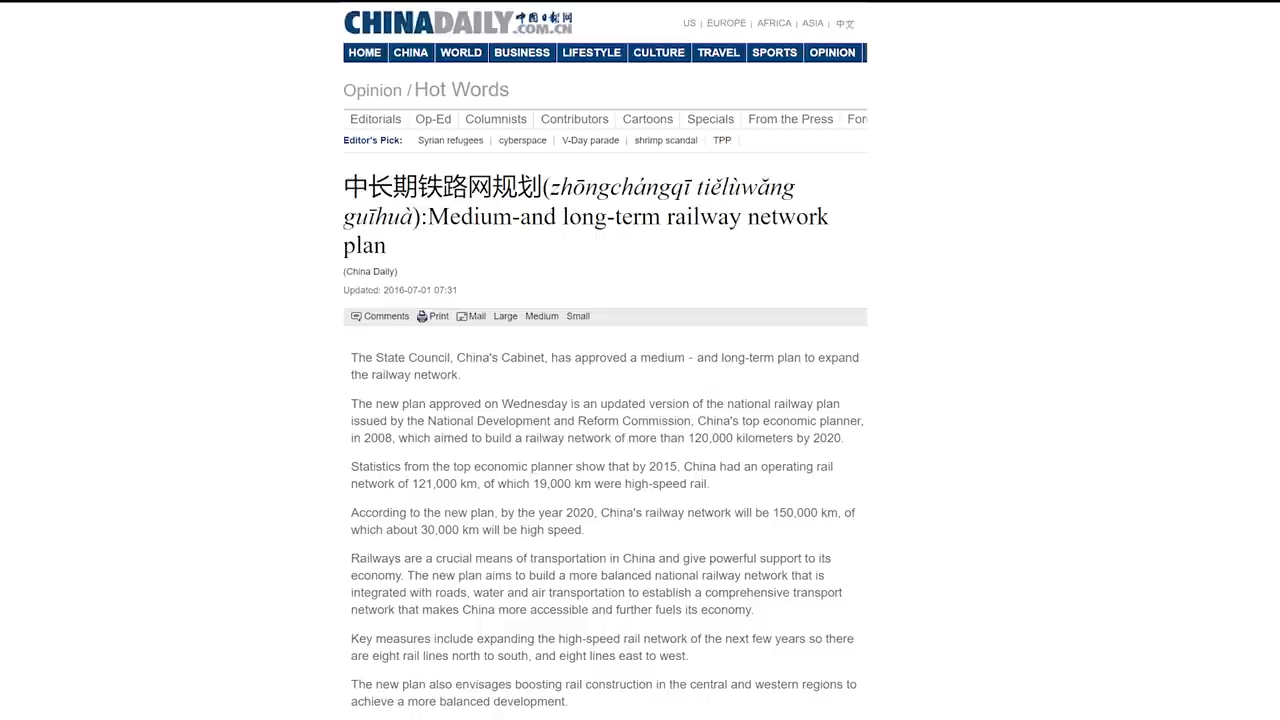 CHINADAILY 中国日报网
.COM.CN
US | EUROPE | AFRICA | ASIA | 中文
HOME CHINA WORLD BUSINESS LIFESTYLE CULTURE TRAVEL SPORTS OPINION
Opinion / Hot Words
Editorials Op-Ed Columnists Contributors Cartoons Specials From the Press For
Editor's Pick: Syrian refugees | cyberspace | V-Day parade | shrimp scandal TPP |
中长期铁路网规划(zhōngchángqī tiělùwǎng
guīhuà):Medium-and long-term railway network
plan
(China Daily)
Updated: 2016-07-01 07:31
Comments Print Mail Large Medium Small
The State Council, China's Cabinet, has approved a medium - and long-term plan to expand
the railway network.
The new plan approved on Wednesday is an updated version of the national railway plan
issued by the National Development and Reform Commission, China's top economic planner,
in 2008, which aimed to build a railway network of more than 120,000 kilometers by 2020.
Statistics from the top economic planner show that by 2015, China had an operating rail
network of 121,000 km, of which 19,000 km were high-speed rail.
According to the new plan, by the year 2020, China's railway network will be 150,000 km, of
which about 30,000 km will be high speed.
Railways are a crucial means of transportation in China and give powerful support to its
economy. The new plan aims to build a more balanced national railway network that is
integrated with roads, water and air transportation to establish a comprehensive transport
network that makes China more accessible and further fuels its economy.
Key measures include expanding the high-speed rail network of the next few years so there
are eight rail lines north to south, and eight lines east to west.
The new plan also envisages boosting rail construction in the central and western regions to
achieve a more balanced development.